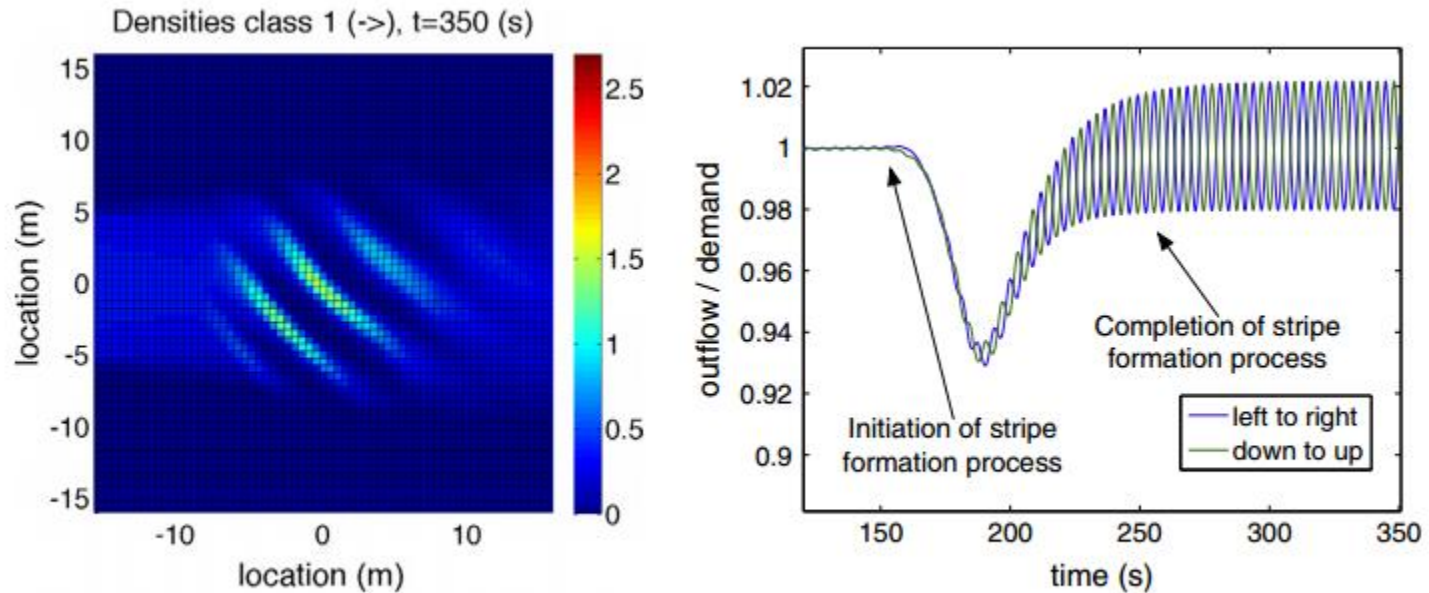 Densities class 1 (->), t=350 (s)
location (m)
15
10
5
0
-5
-10
-15
-10
0
10
location (m)
2.5
2
1.5
1
0.5
0
outflow / demand
1.02
1
0.98
0.96
0.94
0.92
0.9
Initiation of stripe
formation process
Completion of stripe
formation process
left to right
down to up
150
200
250
300
350
time (s)